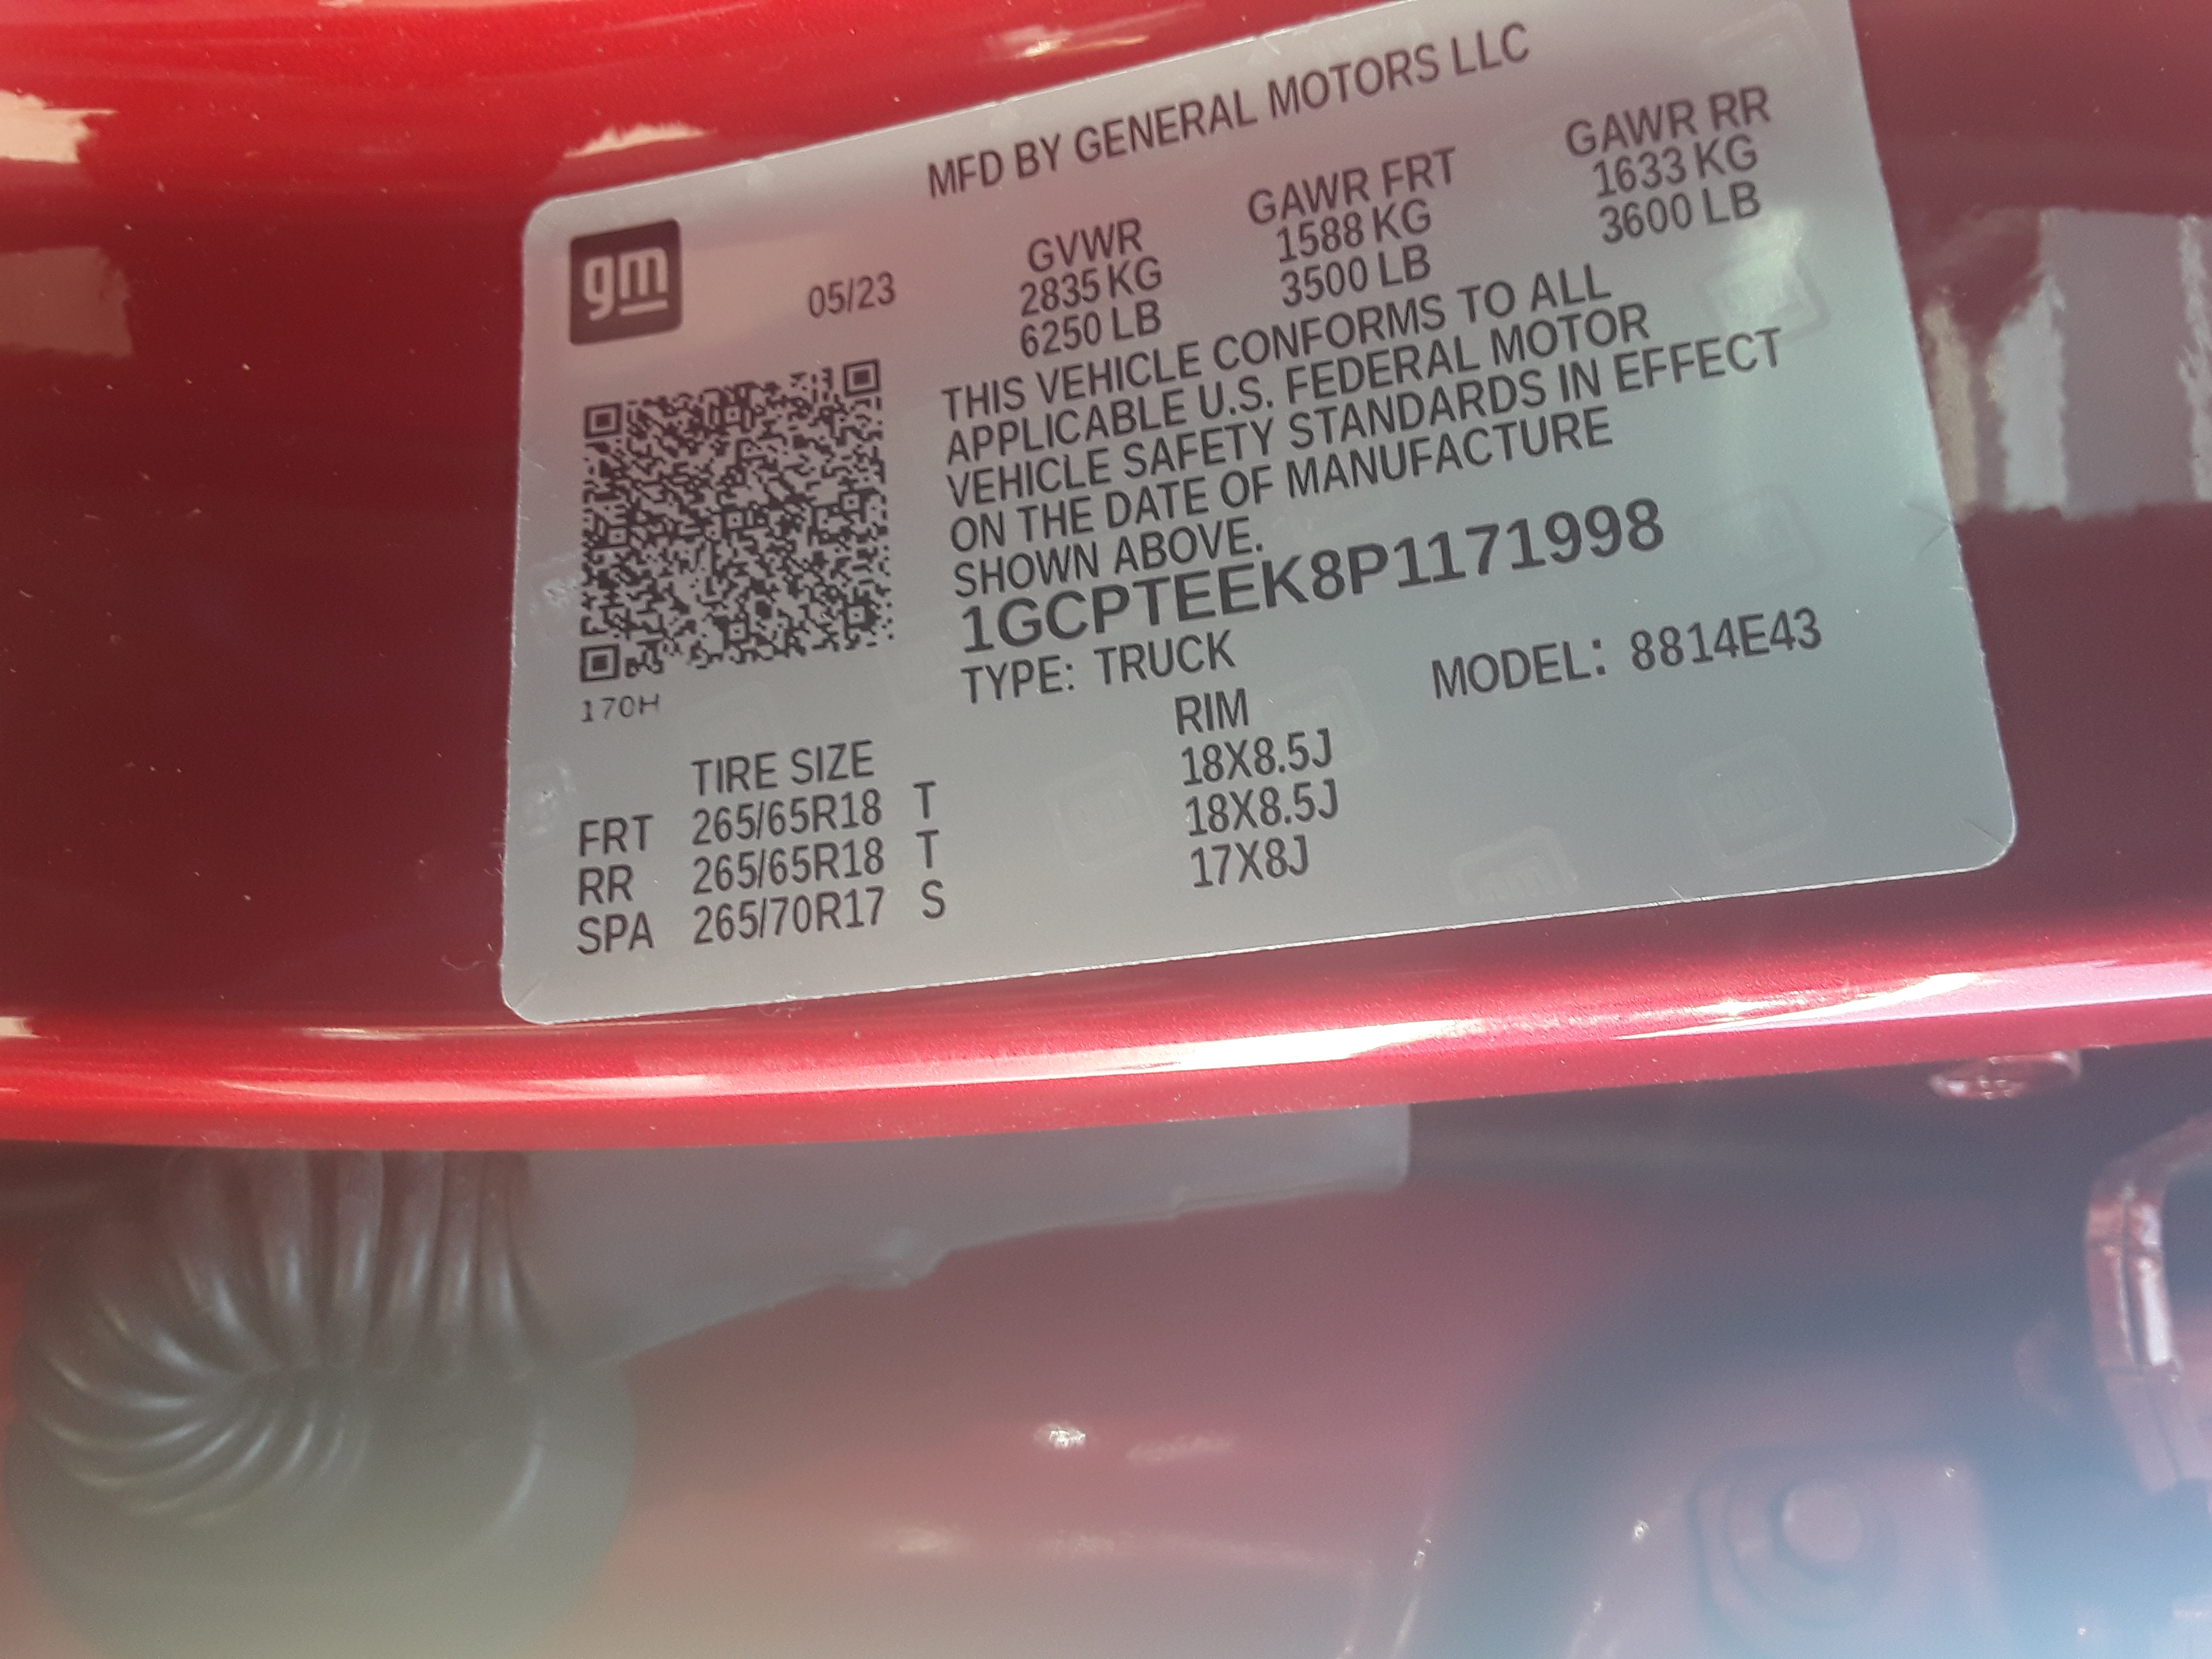 MFD BY GENERAL MOTORS LLC
gm
05/23
GVWR GAWR FRT GAWR RR
2835 KG 1588 KG 1633 KG
6250 LB 3500 LB 3600 LB
THIS VEHICLE CONFORMS TO ALL
APPLICABLE U.S. FEDERAL MOTOR
VEHICLE SAFETY STANDARDS IN EFFECT
ON THE DATE OF MANUFACTURE
SHOWN ABOVE.
1GCPTEEK8P1171998
TYPE: TRUCK MODEL: 8814E43
170H
TIRE SIZE RIM
FRT 265/65R18 T 18X8.5J
RR 265/65R18 T 18X8.5J
SPA 265/70R17 S 17X8J